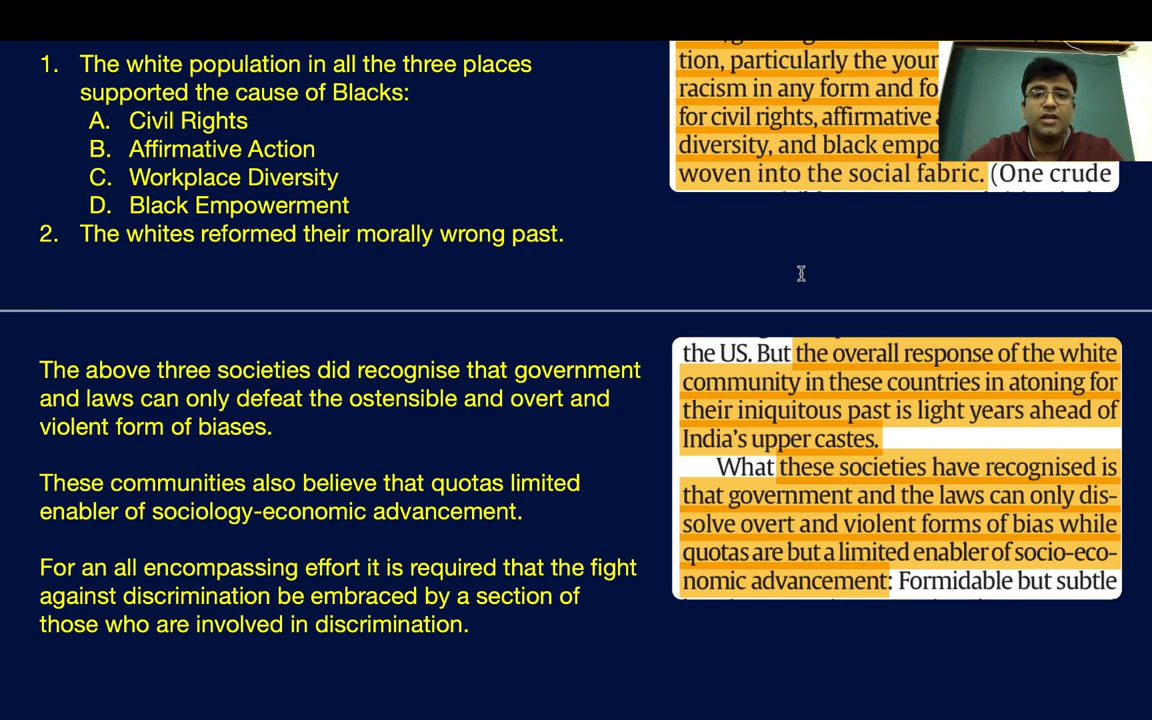 1. The white population in all the three places
supported the cause of Blacks:
A. Civil Rights
B. Affirmative Action
C. Workplace Diversity
D. Black Empowerment
2. The whites reformed their morally wrong past.
tion, particularly the your
racism in any form and fo
for civil rights, affirmative
diversity, and black empo
woven into the social fabric. (One crude
The above three societies did recognise that government
and laws can only defeat the ostensible and overt and
violent form of biases.
These communities also believe that quotas limited
enabler of sociology-economic advancement.
For an all encompassing effort it is required that the fight
against discrimination be embraced by a section of
those who are involved in discrimination.
the US. But the overall response of the white
community in these countries in atoning for
their iniquitous past is light years ahead of
India's upper castes.
What these societies have recognised is
that government and the laws can only dis-
solve overt and violent forms of bias while
quotas are but a limited enabler of socio-eco-
nomic advancement: Formidable but subtle